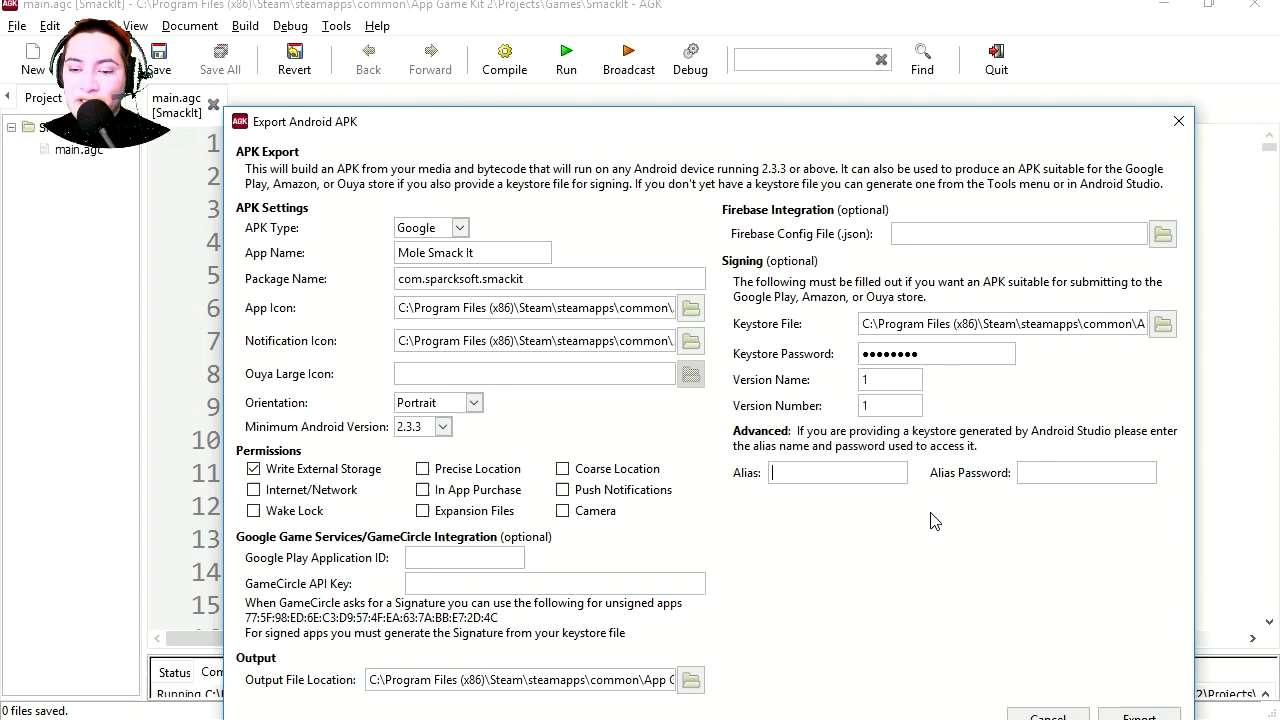 main.agc [SmackIt] - C:\Program Files (x86)\Steam\steamapps\common\App Game Kit 2\Projects\Games\SmackIt - AGK
File Edit View Document Build Debug Tools Help
New Save Save All Revert Back Forward Compile Run Broadcast Debug Find Quit
Project
main.agc
[SmackIt]
main.agc
1
2
3
4
5
6
7
8
9
10
11
12
13
14
15
AGK Export Android APK
APK Export
This will build an APK from your media and bytecode that will run on any Android device running 2.3.3 or above. It can also be used to produce an APK suitable for the Google
Play, Amazon, or Ouya store if you also provide a keystore file for signing. If you don't yet have a keystore file you can generate one from the Tools menu or in Android Studio.
APK Settings
APK Type: Google
App Name: Mole Smack It
Package Name: com.sparcksoft.smackit
App Icon: C:\Program Files (x86)\Steam\steamapps\common\
Notification Icon: C:\Program Files (x86)\Steam\steamapps\common\
Ouya Large Icon:
Orientation: Portrait
Minimum Android Version: 2.3.3
Permissions
Write External Storage Precise Location Coarse Location
Internet/Network In App Purchase Push Notifications
Wake Lock Expansion Files Camera
Google Game Services/GameCircle Integration (optional)
Google Play Application ID:
GameCircle API Key:
When GameCircle asks for a Signature you can use the following for unsigned apps
77:5F:98:ED:6E:C3:D9:57:4F:EA:63:7A:BB:E7:2D:4C
For signed apps you must generate the Signature from your keystore file
Output
Output File Location: C:\Program Files (x86)\Steam\steamapps\common\App
Firebase Integration (optional)
Firebase Config File (.json):
Signing (optional)
The following must be filled out if you want an APK suitable for submitting to the
Google Play, Amazon, or Ouya store.
Keystore File: C:\Program Files (x86)\Steam\steamapps\common\A
Keystore Password: ●●●●●●●●
Version Name: 1
Version Number: 1
Advanced: If you are providing a keystore generated by Android Studio please enter
the alias name and password used to access it.
Alias: Alias Password:
Cancel Export
Status Com
Running C:\ 2\Projects\
0 files saved.